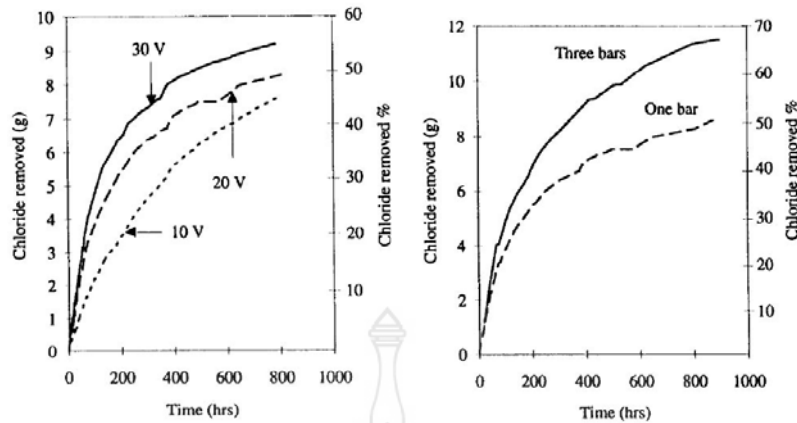 10
9
8
7
6
5
4
3
2
1
0
Chloride removed (g)
30 V
20 V
10 V
60
50
40
30
20
10
Chloride removed %
0 200 400 600 800 1000
Time (hrs)
12
10
8
6
4
2
0
Chloride removed (g)
Three bars
One bar
70
60
50
40
30
20
10
Chloride removed %
0 200 400 600 800 1000
Time (hrs)